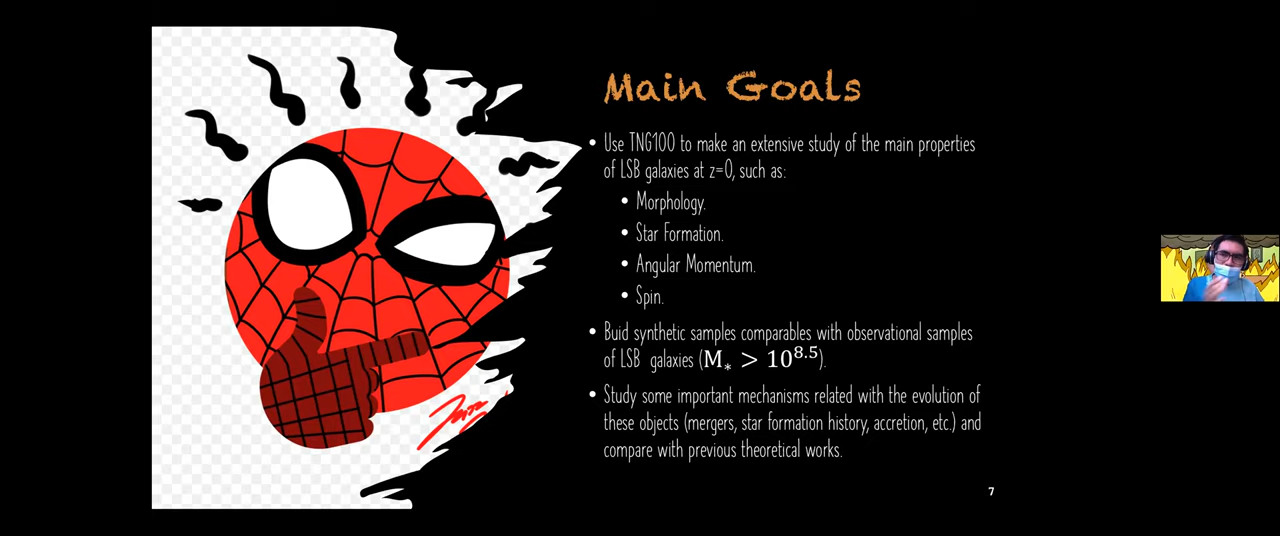 Main Goals
• Use TNG100 to make an extensive study of the main properties
of LSB galaxies at z=0, such as:
• Morphology.
• Star Formation.
• Angular Momentum.
• Spin.
• Buid synthetic samples comparables with observational samples
of LSB galaxies (M* > 10^8.5).
• Study some important mechanisms related with the evolution of
these objects (mergers, star formation history, accretion, etc.) and
compare with previous theoretical works.
7